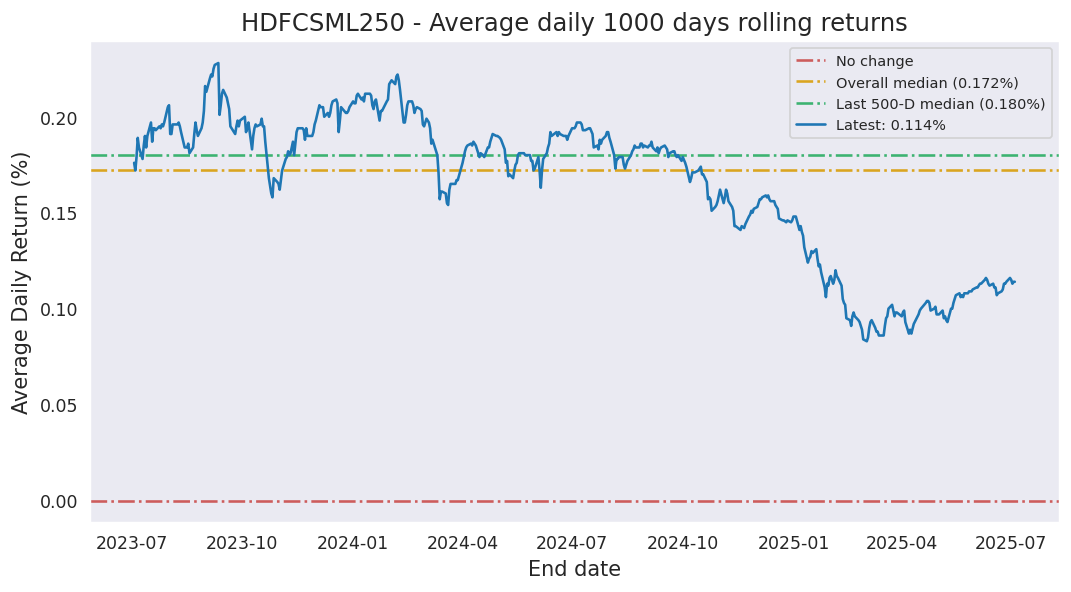 HDFCSML250 - Average daily 1000 days rolling returns
No change
Overall median (0.172%)
Last 500-D median (0.180%)
Latest: 0.114%
Average Daily Return (%)
0.20
0.15
0.10
0.05
0.00
2023-07 2023-10 2024-01 2024-04 2024-07 2024-10 2025-01 2025-04 2025-07
End date